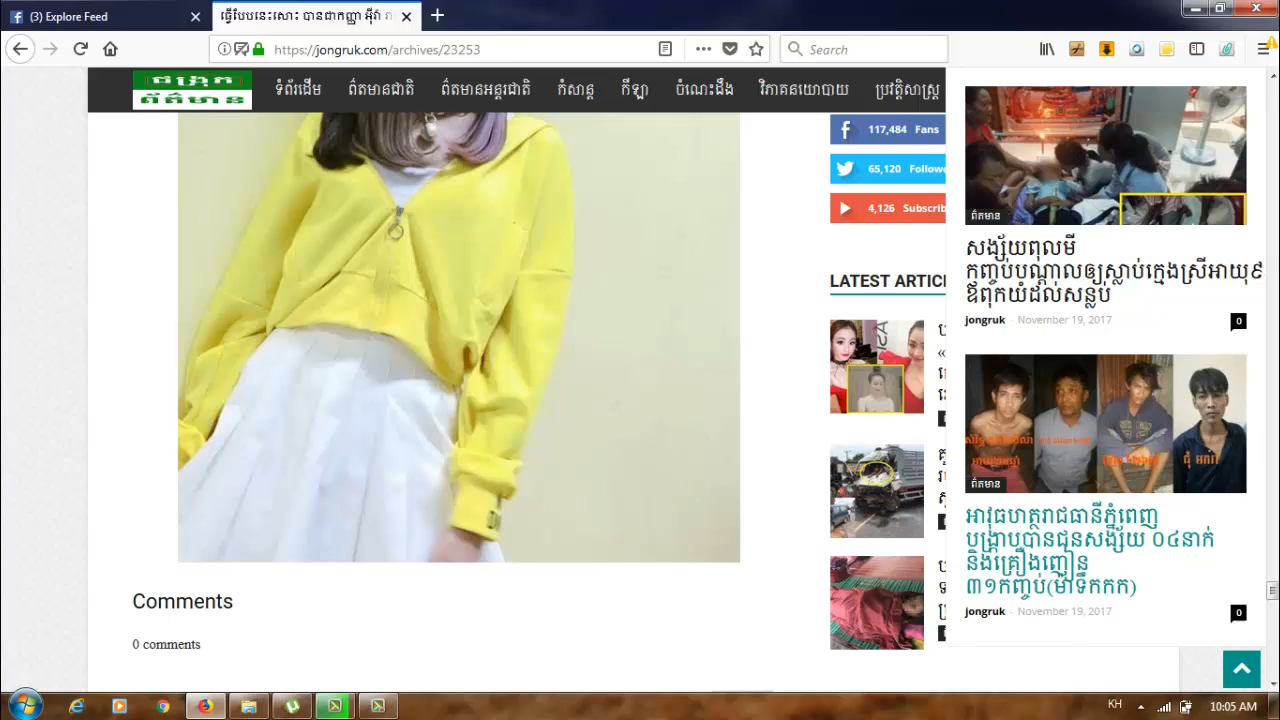 (3) Explore Feed
ធ្វើបែបនេះសោះ បានជាកញ្ញា អ៊ីវ៉ា
https://jongruk.com/archives/23253
Search
ជង្រុក
ព័ត៌មាន
ទំព័រដើម
ព៌តមានជាតិ
ព៌តមានអន្តរជាតិ
កំសាន្ត
កីឡា
ចំណេះដឹង
វិភាគនយោបាយ
ប្រវត្តិសាស្ត្រ
117,484 Fans
65,120 Followe
4,126 Subscrib
LATEST ARTIC
ព៌តមាន
សង្ស័យពុលមី
កញ្ចប់បណ្តាលឲ្យស្លាប់ក្មេងស្រីអាយុ៩
ឪពុកយំដល់សន្លប់
jongruk - November 19, 2017
0
ព៌តមាន
អាវុធហត្ថរាជធានីភ្នំពេញ
បង្ក្រាបបានជនសង្ស័យ ០៤នាក់
និងគ្រឿងញៀន
៣១កញ្ចប់(ម៉ាទឹកកក)
jongruk - November 19, 2017
0
Comments
0 comments
KH
10:05 AM